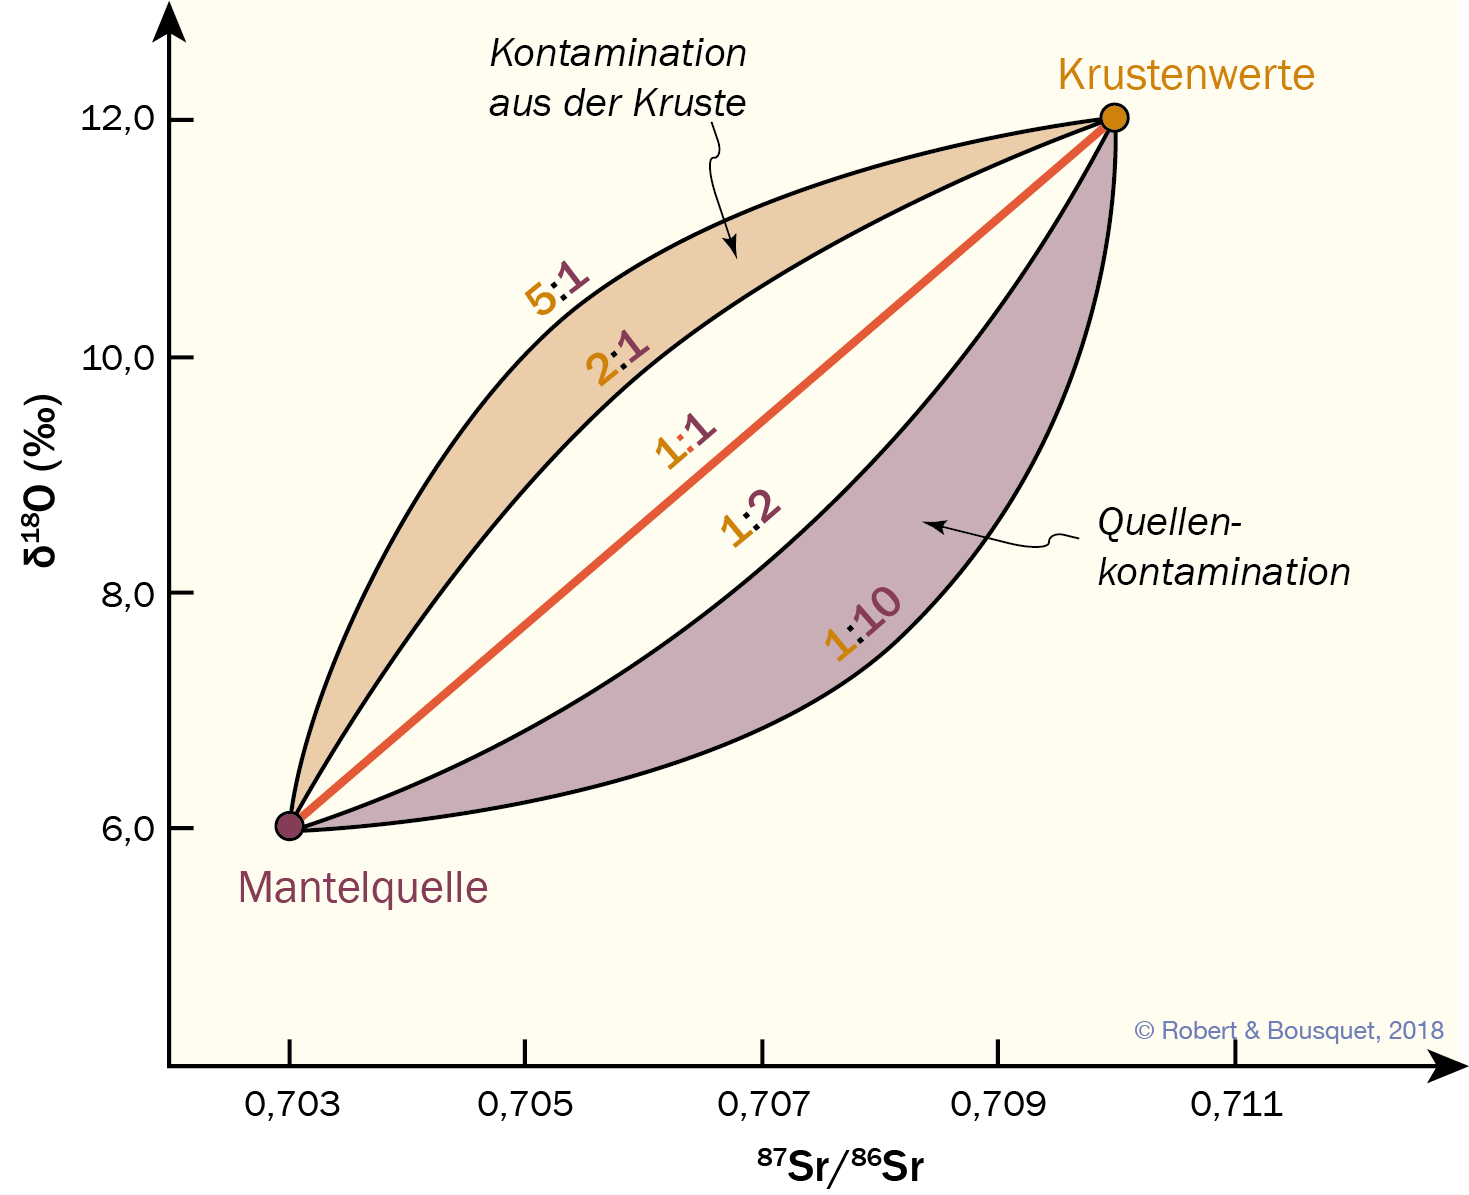 Kontamination
aus der Kruste
Krustenwerte
12,0
10,0
8,0
6,0
δ¹⁸O (‰)
5:1
2:1
1:1
1:2
1:10
Quellen-
kontamination
Mantelquelle
© Robert & Bousquet, 2018
0,703 0,705 0,707 0,709 0,711
⁸⁷Sr/⁸⁶Sr